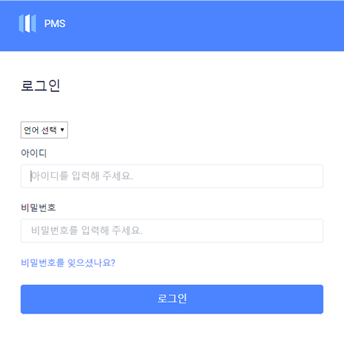 PMS
로그인
언어 선택 ▾
아이디
아이디를 입력해 주세요.
비밀번호
비밀번호를 입력해 주세요.
비밀번호를 잊으셨나요?
로그인